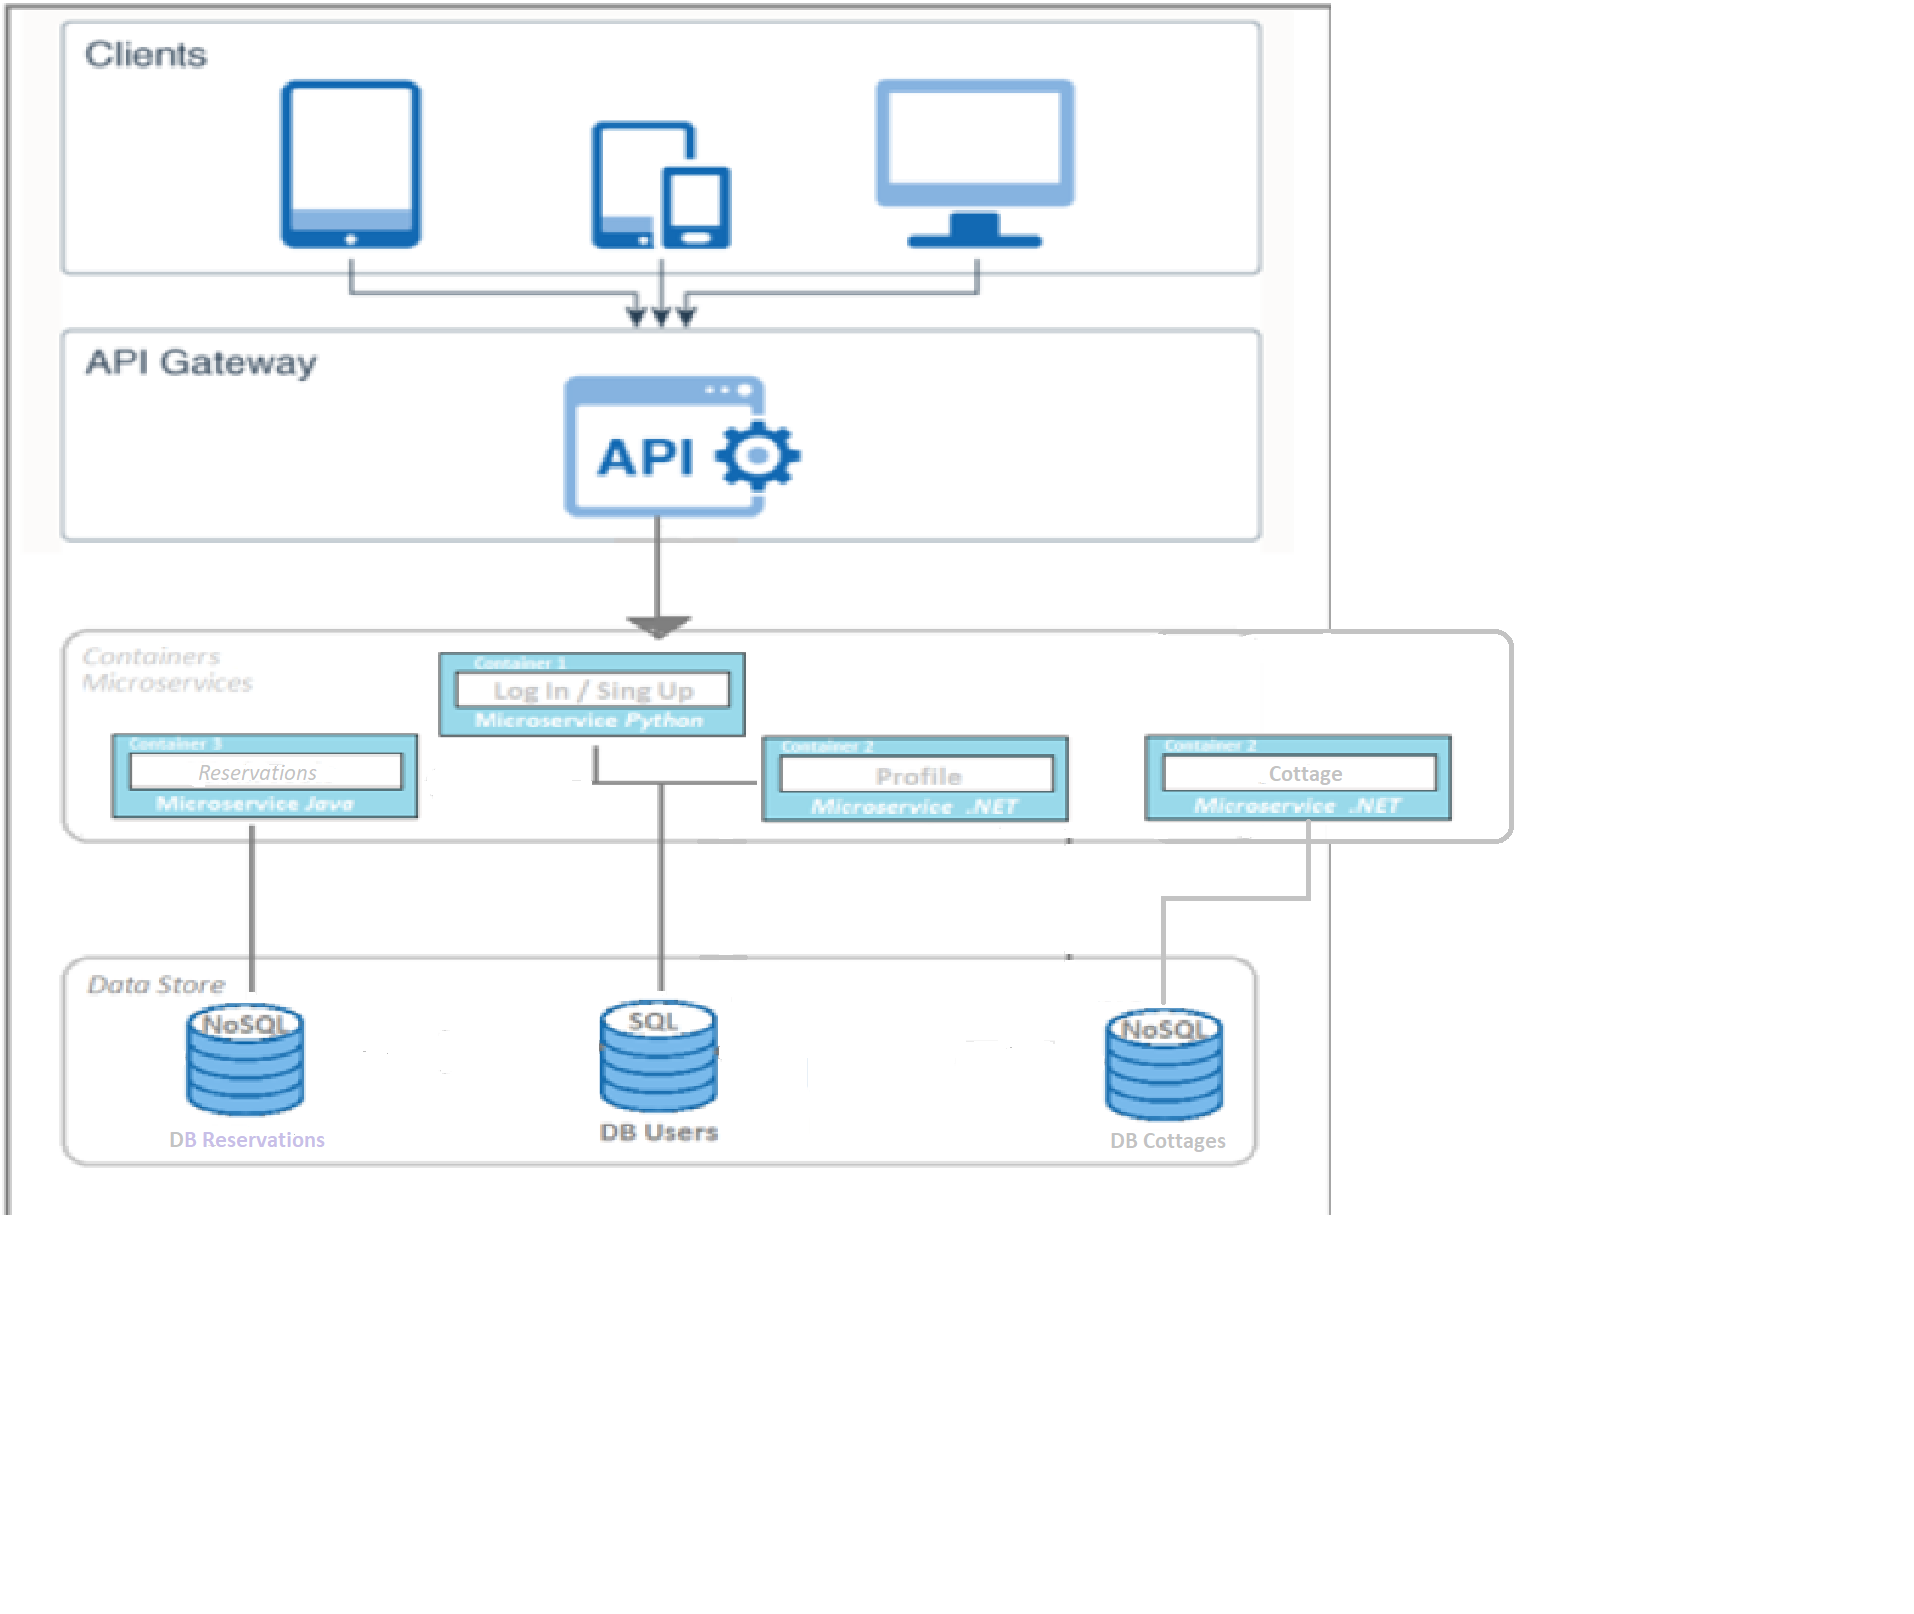 Clients
API Gateway
API
Containers
Microservices
Container 1
Log In / Sing Up
Microservice Python
Container 3
Reservations
Microservice Java
Container 2
Profile
Microservice .NET
Container 2
Cottage
Microservice .NET
Data Store
NoSQL
DB Reservations
SQL
DB Users
NoSQL
DB Cottages